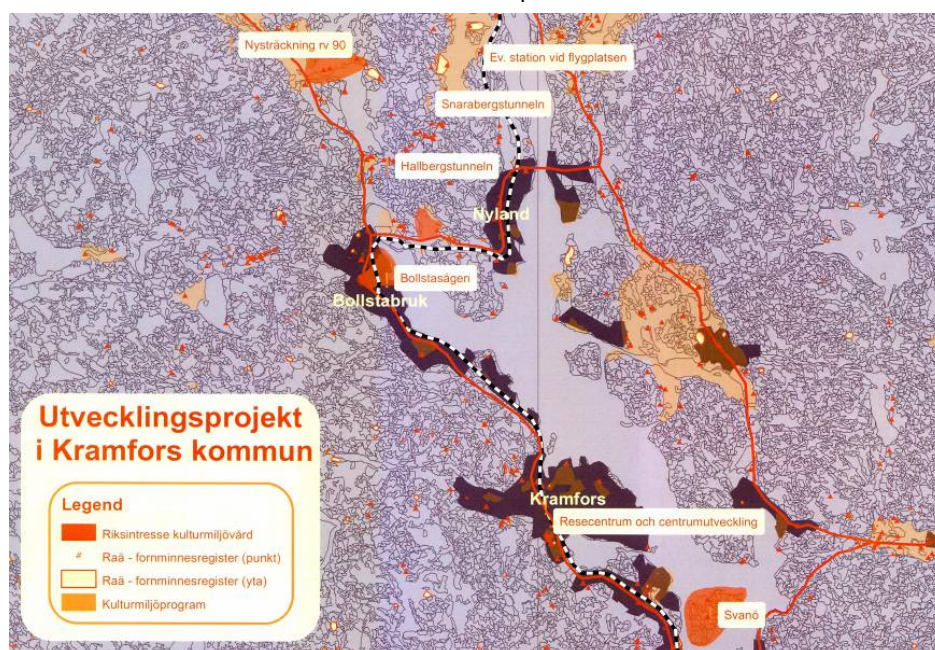 Nysträckning rv 90
Ev. station vid flygplatsen
Snarabergstunneln
Hallbergstunneln
Nyland
Bollstasågen
Bollstabruk
Utvecklingsprojekt
i Kramfors kommun
Legend
Riksintresse kulturmiljövård
Raä - fornminnesregister (punkt)
Raä - fornminnesregister (yta)
Kulturmiljöprogram
Kramfors
Resecentrum och centrumutveckling
Svanö